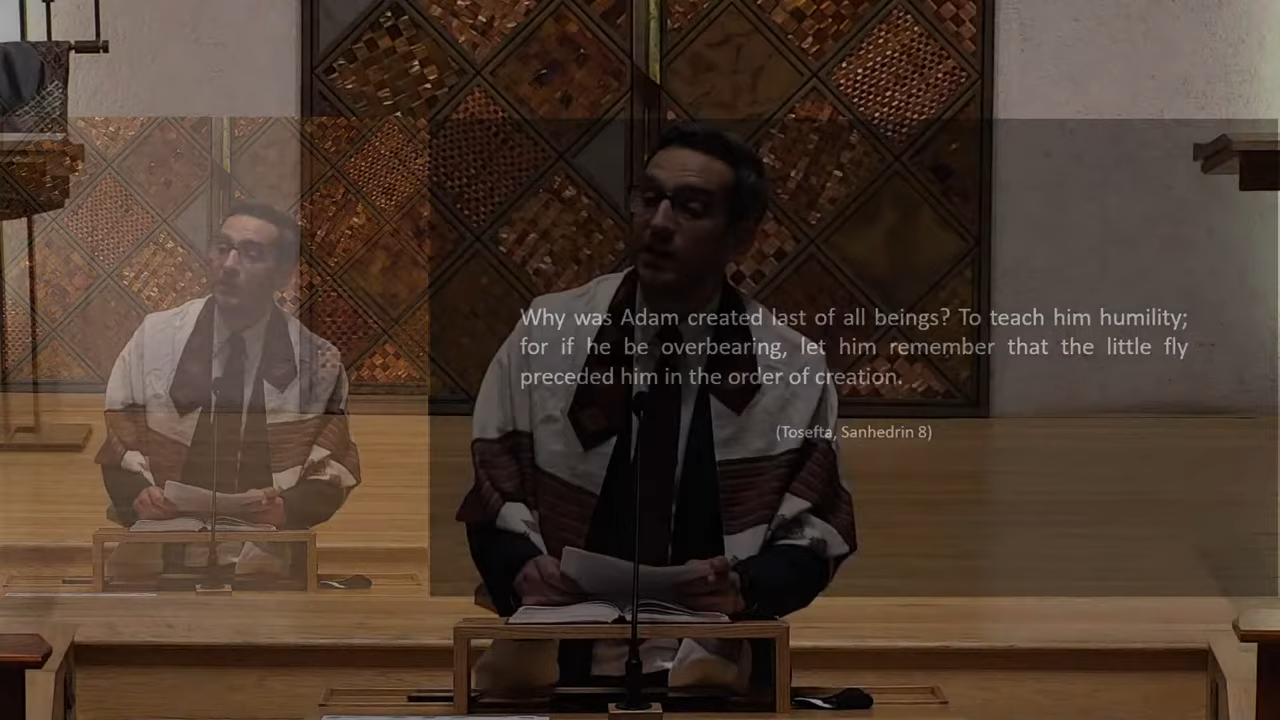 Why was Adam created last of all beings? To teach him humility;
for if he be overbearing, let him remember that the little fly
preceded him in the order of creation.
(Tosefta, Sanhedrin 8)